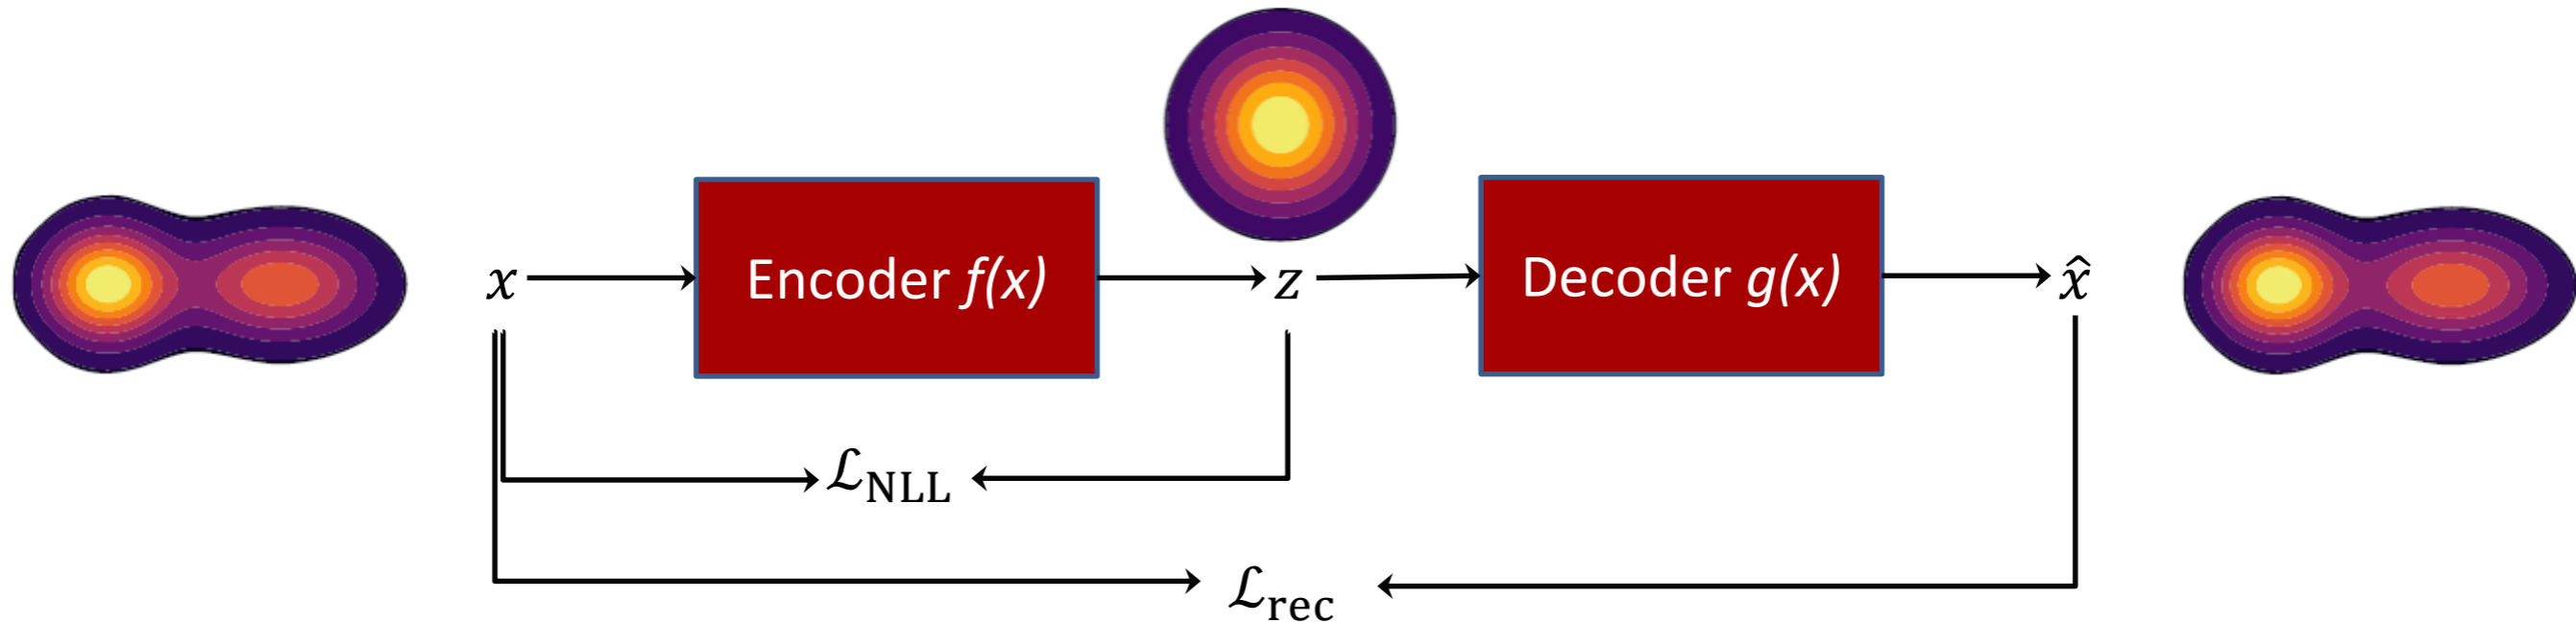 x
Encoder f(x)
z
Decoder g(x)
x̂
ℒNLL
ℒrec